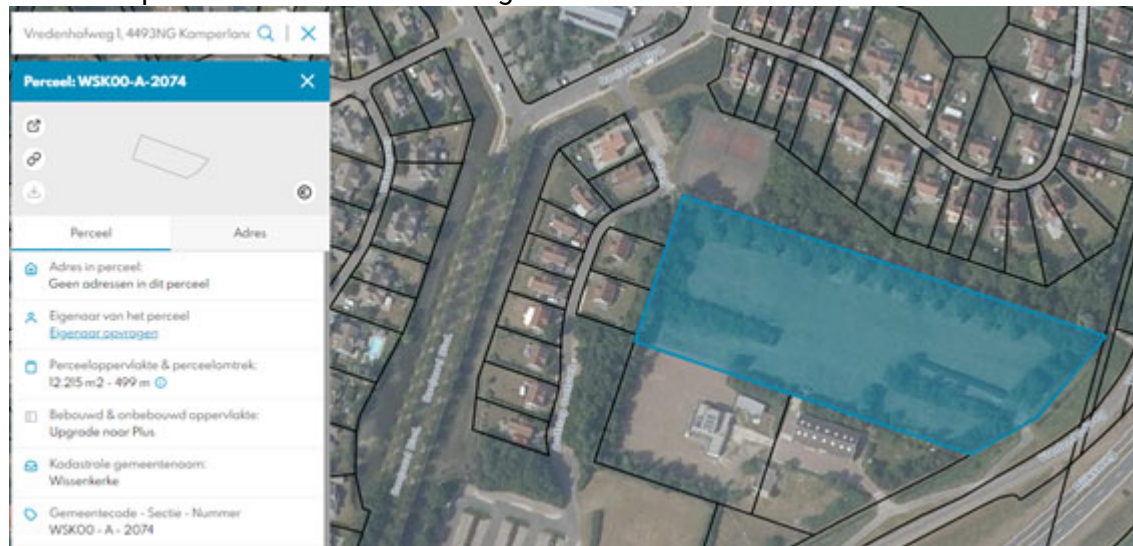 Vredenhofweg 1, 4493NG Kamperlan
Perceel: WSK00-A-2074
Perceel
Adres
Adres in perceel:
Geen adressen in dit perceel
Eigenaar van het perceel
Eigenaar opvragen
Perceeloppervlakte & perceelomtrek:
12.215 m2 - 499 m
Bebouwd & onbebouwd oppervlakte:
Upgrade naar Plus
Kadastrale gemeentenaam:
Wissenkerke
Gemeentecode - Sectie - Nummer
WSK00 - A - 2074